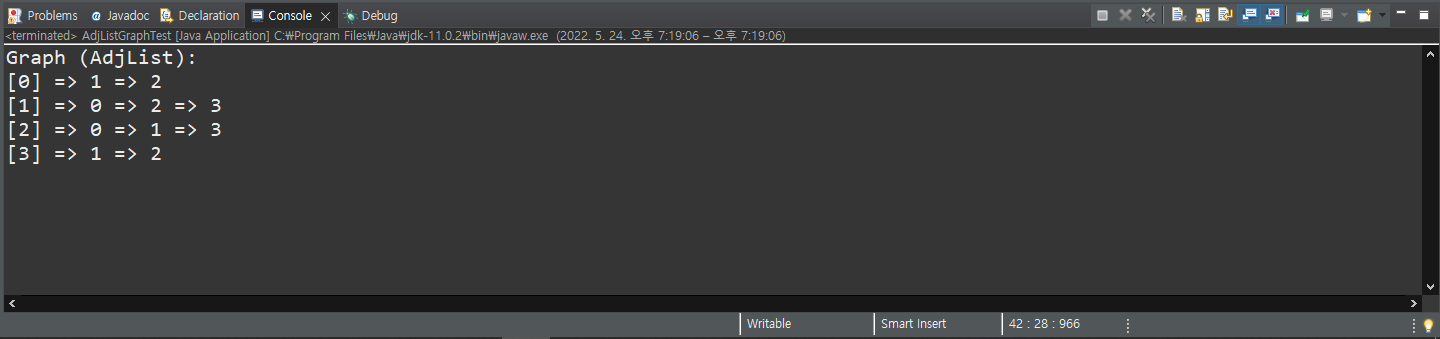 Problems @ Javadoc Declaration Console Debug
<terminated> AdjListGraphTest [Java Application] C:₩Program Files₩Java₩jdk-11.0.2₩bin₩javaw.exe (2022. 5. 24. 오후 7:19:06 – 오후 7:19:06)
Graph (AdjList):
[0] => 1 => 2
[1] => 0 => 2 => 3
[2] => 0 => 1 => 3
[3] => 1 => 2
Writable Smart Insert 42 : 28 : 966